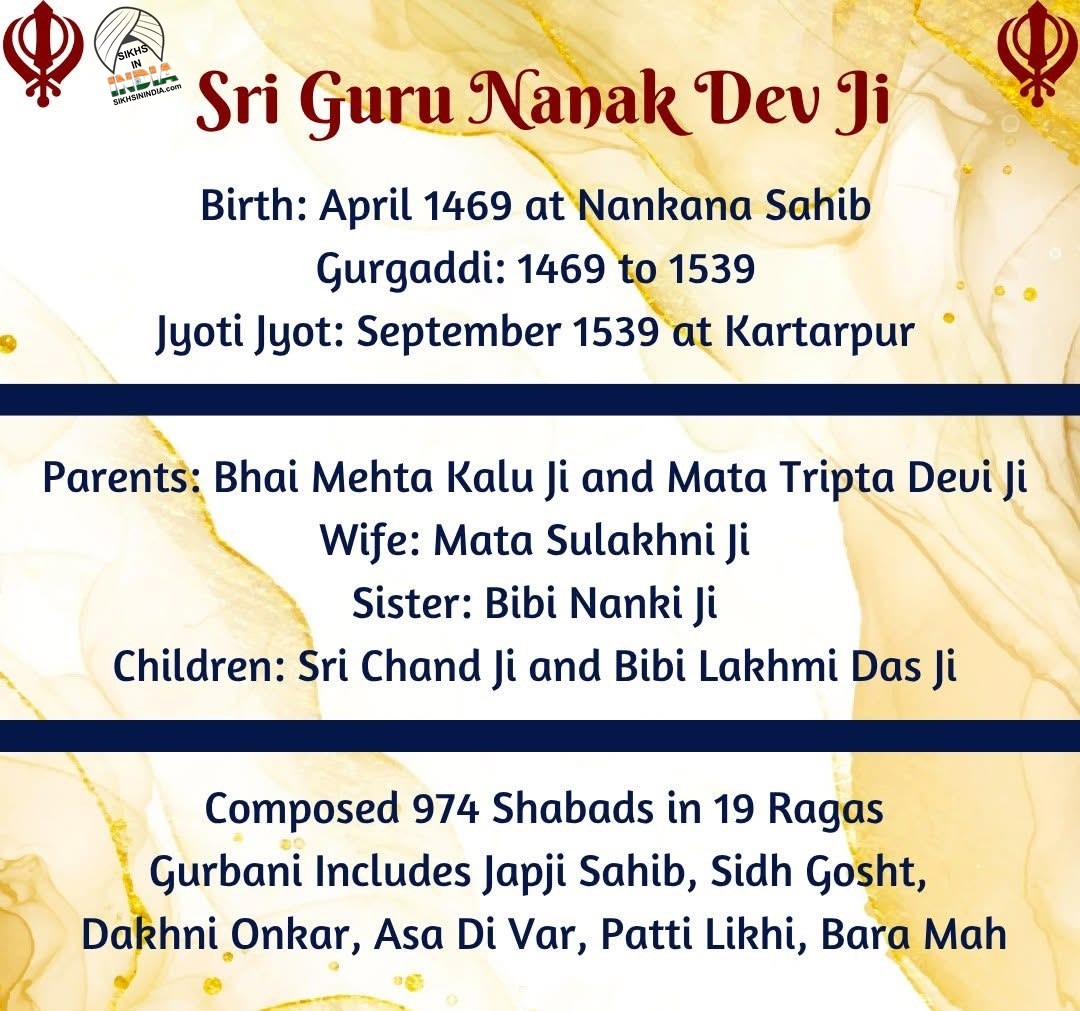 SIKHS
IN
INDIA
SIKHSININDIA.com
Sri Guru Nanak Dev Ji
Birth: April 1469 at Nankana Sahib
Gurgaddi: 1469 to 1539
Jyoti Jyot: September 1539 at Kartarpur
Parents: Bhai Mehta Kalu Ji and Mata Tripta Devi Ji
Wife: Mata Sulakhni Ji
Sister: Bibi Nanki Ji
Children: Sri Chand Ji and Bibi Lakhmi Das Ji
Composed 974 Shabads in 19 Ragas
Gurbani Includes Japji Sahib, Sidh Gosht,
Dakhni Onkar, Asa Di Var, Patti Likhi, Bara Mah